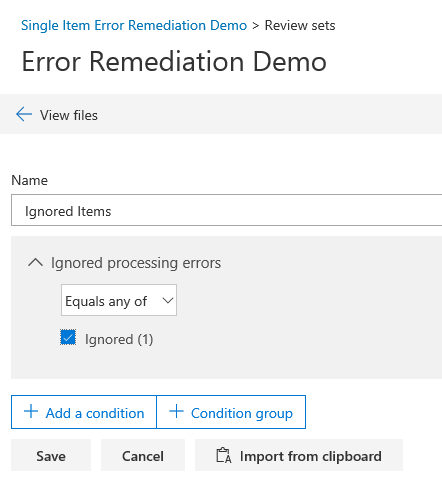 Single Item Error Remediation Demo > Review sets
Error Remediation Demo
View files
Name
Ignored Items
Ignored processing errors
Equals any of
Ignored (1)
Add a condition Condition group
Save Cancel Import from clipboard